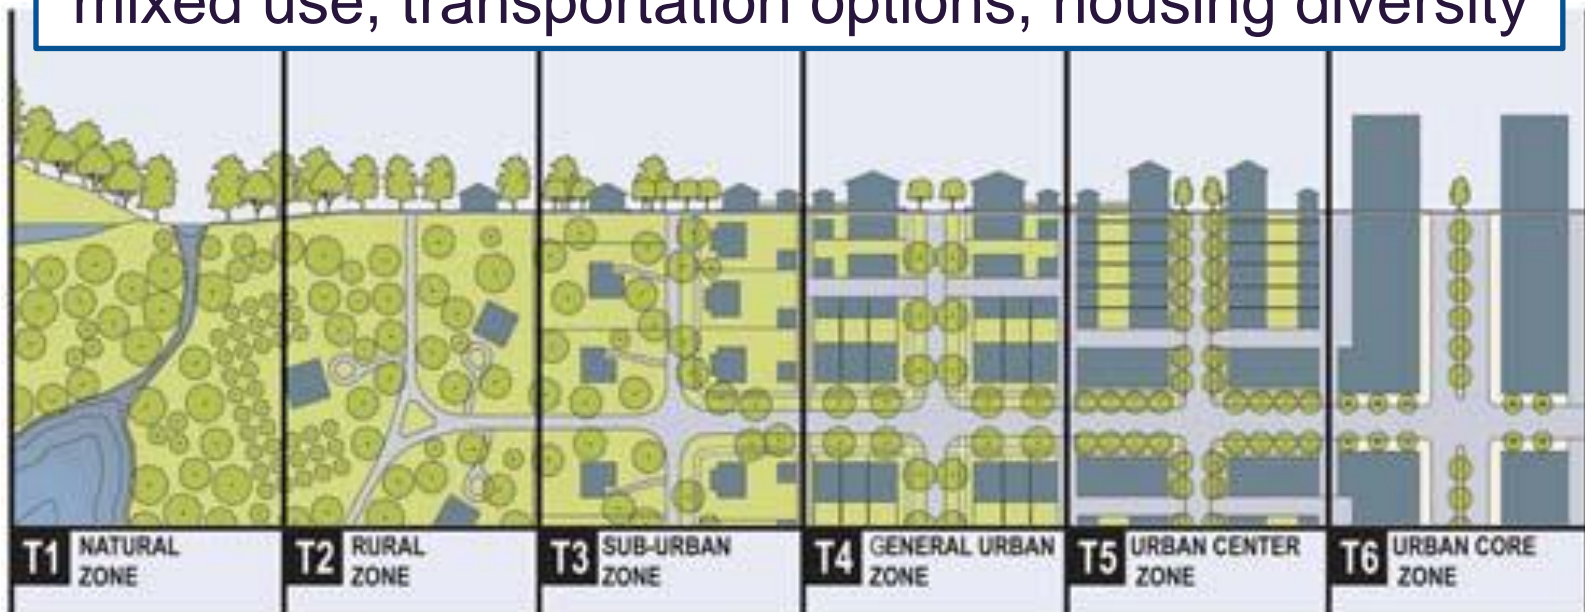 mixed use, transportation options, housing diversity
T1 NATURAL ZONE
T2 RURAL ZONE
T3 SUB-URBAN ZONE
T4 GENERAL URBAN ZONE
T5 URBAN CENTER ZONE
T6 URBAN CORE ZONE